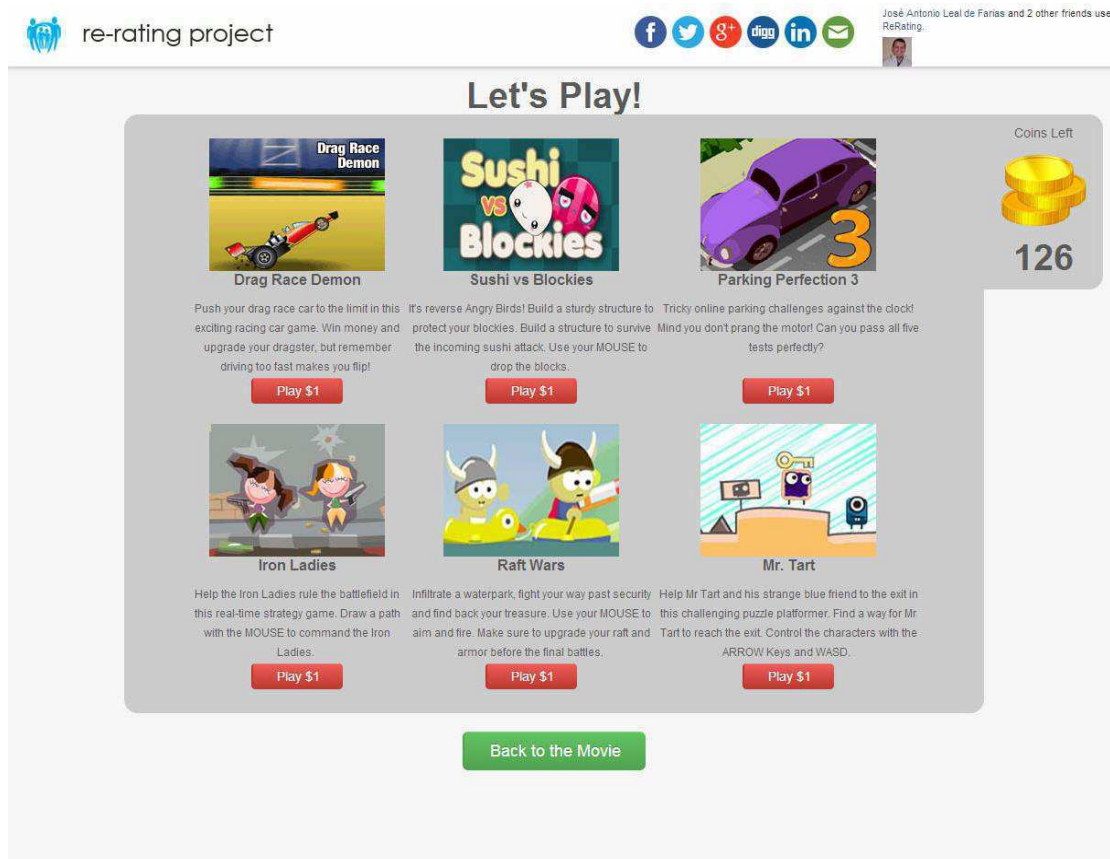 re-rating project
f
8+
digg
in
José Antonio Leal de Farias and 2 other friends use
ReRating.
Let's Play!
Coins Left
126
Drag Race
Demon
Drag Race Demon
Push your drag race car to the limit in this
exciting racing car game. Win money and
upgrade your dragster, but remember
driving too fast makes you flip!
Play $1
Sushi
VS
Blockies
Sushi vs Blockies
It's reverse Angry Birds! Build a sturdy structure to
protect your blockies. Build a structure to survive
the incoming sushi attack. Use your MOUSE to
drop the blocks.
Play $1
3
Parking Perfection 3
Tricky online parking challenges against the clock!
Mind you don't prang the motor! Can you pass all five
tests perfectly?
Play $1
Iron Ladies
Help the Iron Ladies rule the battlefield in
this real-time strategy game. Draw a path
with the MOUSE to command the Iron
Ladies.
Play $1
Raft Wars
Infiltrate a waterpark, fight your way past security
and find back your treasure. Use your MOUSE to
aim and fire. Make sure to upgrade your raft and
armor before the final battles.
Play $1
Mr. Tart
Help Mr Tart and his strange blue friend to the exit in
this challenging puzzle platformer. Find a way for Mr
Tart to reach the exit. Control the characters with the
ARROW Keys and WASD.
Play $1
Back to the Movie